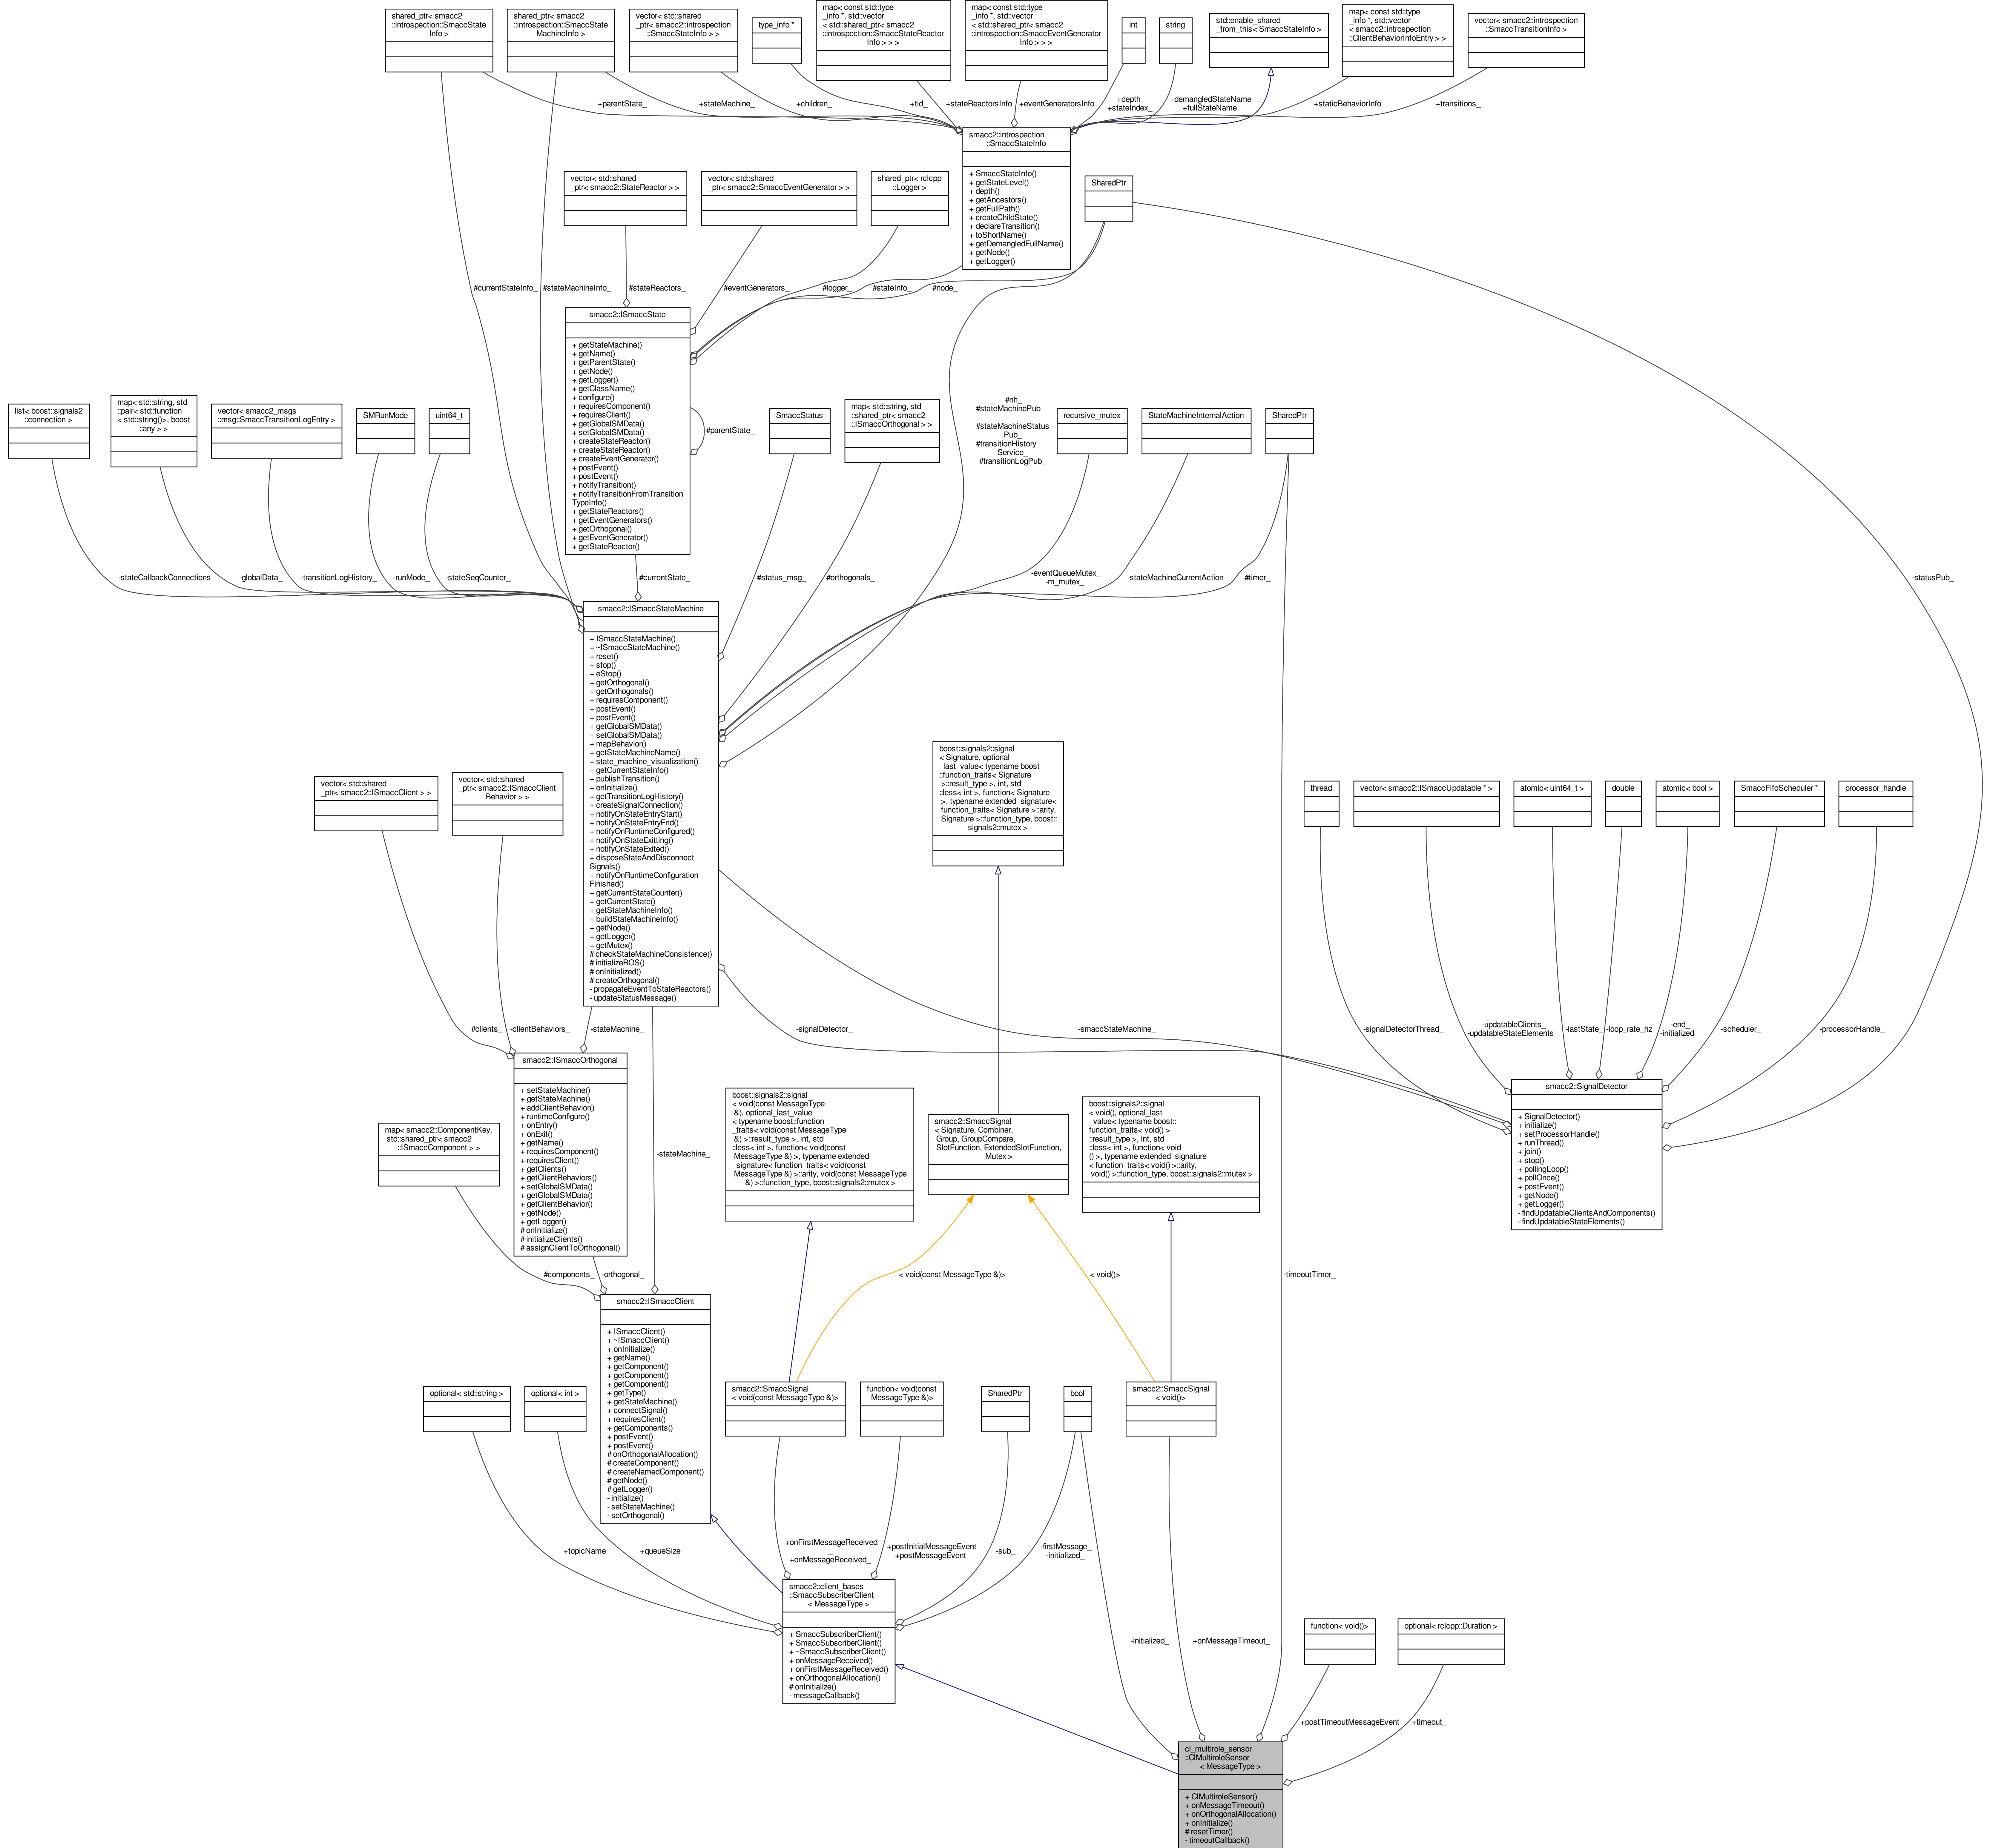 shared_ptr< smacc2
::introspection::SmaccState
Info >
shared_ptr< smacc2
::introspection::SmaccState
MachineInfo >
vector< std::shared
_ptr< smacc2::introspection
::SmaccStateInfo > >
type_info *
map< const std::type
_info *, std::vector
< std::shared_ptr< smacc2
::introspection::SmaccStateReactor
Info > > >
map< const std::type
_info *, std::vector
< std::shared_ptr< smacc2
::introspection::SmaccEventGenerator
Info > > >
int
string
std::enable_shared
_from_this< SmaccStateInfo >
map< const std::type
_info *, std::vector
< smacc2::introspection
::ClientBehaviorInfoEntry > >
vector< smacc2::introspection
::SmaccTransitionInfo >
+parentState_
+stateMachine_
+children_
+tid_
+stateReactorsInfo
+eventGeneratorsInfo
+depth_
+stateIndex_
+demangledStateName
+fullStateName
+staticBehaviorInfo
+transitions_
smacc2::introspection
::SmaccStateInfo
+ SmaccStateInfo()
+ getStateLevel()
+ depth()
+ getAncestors()
+ getFullPath()
+ createChildState()
+ declareTransition()
+ toShortName()
+ getDemangledFullName()
+ getNode()
+ getLogger()
vector< std::shared
_ptr< smacc2::StateReactor > >
vector< std::shared
_ptr< smacc2::SmaccEventGenerator > >
shared_ptr< rclcpp
::Logger >
SharedPtr
#currentStateInfo_
#stateMachineInfo_
#stateReactors_
#eventGenerators_
#logger_
#stateInfo_
#node_
smacc2::ISmaccState
+ getStateMachine()
+ getName()
+ getParentState()
+ getNode()
+ getLogger()
+ getClassName()
+ configure()
+ requiresComponent()
+ requiresClient()
+ getGlobalSMData()
+ setGlobalSMData()
+ createStateReactor()
+ createStateReactor()
+ createEventGenerator()
+ postEvent()
+ postEvent()
+ notifyTransition()
+ notifyTransitionFromTransition
TypeInfo()
+ getStateReactors()
+ getEventGenerators()
+ getOrthogonal()
+ getEventGenerator()
+ getStateReactor()
#parentState_
list< boost::signals2
::connection >
map< std::string, std
::pair< std::function
< std::string()>, boost
::any > >
vector< smacc2_msgs
::msg::SmaccTransitionLogEntry >
SMRunMode
uint64_t
SmaccStatus
map< std::string, std
::shared_ptr< smacc2
::ISmaccOrthogonal > >
#nh_
#stateMachinePub
_
#stateMachineStatus
Pub_
#transitionHistory
Service_
#transitionLogPub_
recursive_mutex
StateMachineInternalAction
SharedPtr
-stateCallbackConnections
-globalData_
-transitionLogHistory_
-runMode_
-stateSeqCounter_
#currentState_
#status_msg_
#orthogonals_
-eventQueueMutex_
-m_mutex_
-stateMachineCurrentAction
#timer_
-statusPub_
smacc2::ISmaccStateMachine
+ ISmaccStateMachine()
+ ~ISmaccStateMachine()
+ reset()
+ stop()
+ eStop()
+ getOrthogonal()
+ getOrthogonals()
+ requiresComponent()
+ postEvent()
+ postEvent()
+ getGlobalSMData()
+ setGlobalSMData()
+ mapBehavior()
+ getStateMachineName()
+ state_machine_visualization()
+ getCurrentStateInfo()
+ publishTransition()
+ onInitialize()
+ getTransitionLogHistory()
+ createSignalConnection()
+ notifyOnStateEntryStart()
+ notifyOnStateEntryEnd()
+ notifyOnRuntimeConfigured()
+ notifyOnStateExitting()
+ notifyOnStateExited()
+ disposeStateAndDisconnect
Signals()
+ notifyOnRuntimeConfiguration
Finished()
+ getCurrentStateCounter()
+ getCurrentState()
+ getStateMachineInfo()
+ buildStateMachineInfo()
+ getNode()
+ getLogger()
+ getMutex()
# checkStateMachineConsistence()
# initializeROS()
# onInitialized()
# createOrthogonal()
- propagateEventToStateReactors()
- updateStatusMessage()
vector< std::shared
_ptr< smacc2::ISmaccClient > >
vector< std::shared
_ptr< smacc2::ISmaccClient
Behavior > >
boost::signals2::signal
< Signature, optional
_last_value< typename boost
::function_traits< Signature
>::result_type >, int, std
::less< int >, function< Signature
>, typename extended_signature<
function_traits< Signature >::arity,
Signature >::function_type, boost::
signals2::mutex >
thread
vector< smacc2::ISmaccUpdatable * >
atomic< uint64_t >
double
atomic< bool >
SmaccFifoScheduler *
processor_handle
#clients_
-clientBehaviors_
-stateMachine_
-signalDetector_
-smaccStateMachine_
-signalDetectorThread_
-updatableClients_
-updatableStateElements_
-lastState_
-loop_rate_hz
-end_
-initialized_
-scheduler_
-processorHandle_
smacc2::ISmaccOrthogonal
+ setStateMachine()
+ getStateMachine()
+ addClientBehavior()
+ runtimeConfigure()
+ onEntry()
+ onExit()
+ getName()
+ requiresComponent()
+ requiresClient()
+ getClients()
+ getClientBehaviors()
+ setGlobalSMData()
+ getGlobalSMData()
+ getClientBehavior()
+ getNode()
+ getLogger()
# onInitialize()
# initializeClients()
# assignClientToOrthogonal()
smacc2::SignalDetector
+ SignalDetector()
+ initialize()
+ setProcessorHandle()
+ runThread()
+ join()
+ stop()
+ pollingLoop()
+ pollOnce()
+ postEvent()
+ getNode()
+ getLogger()
- findUpdatableClientsAndComponents()
- findUpdatableStateElements()
map< smacc2::ComponentKey,
std::shared_ptr< smacc2
::ISmaccComponent > >
-stateMachine_
boost::signals2::signal
< void(const MessageType
&), optional_last_value
< typename boost::function
_traits< void(const MessageType
&) >::result_type >, int, std
::less< int >, function< void(const
MessageType &) >, typename extended
_signature< function_traits< void(const
MessageType &) >::arity, void(const MessageType
&) >::function_type, boost::signals2::mutex >
smacc2::SmaccSignal
< Signature, Combiner,
Group, GroupCompare,
SlotFunction, ExtendedSlotFunction,
Mutex >
boost::signals2::signal
< void(), optional_last
_value< typename boost::
function_traits< void()
>::result_type >, int, std
::less< int >, function< void
() >, typename extended_signature
< function_traits< void() >::arity,
void() >::function_type, boost::signals2::mutex >
#components_
-orthogonal_
< void(const MessageType &)>
< void()>
-timeoutTimer_
smacc2::ISmaccClient
+ ISmaccClient()
+ ~ISmaccClient()
+ onInitialize()
+ getName()
+ getComponent()
+ getComponent()
+ getComponent()
+ getType()
+ getStateMachine()
+ connectSignal()
+ requiresClient()
+ getComponents()
+ postEvent()
+ postEvent()
# onOrthogonalAllocation()
# createComponent()
# createNamedComponent()
# getNode()
# getLogger()
- initialize()
- setStateMachine()
- setOrthogonal()
optional< std::string >
optional< int >
smacc2::SmaccSignal
< void(const MessageType &)>
function< void(const
MessageType &)>
SharedPtr
bool
smacc2::SmaccSignal
< void()>
+topicName
+queueSize
+onFirstMessageReceived
_
+onMessageReceived_
+postInitialMessageEvent
+postMessageEvent
-sub_
-firstMessage_
-initialized_
smacc2::client_bases
::SmaccSubscriberClient
< MessageType >
+ SmaccSubscriberClient()
+ SmaccSubscriberClient()
+ ~SmaccSubscriberClient()
+ onMessageReceived()
+ onFirstMessageReceived()
+ onOrthogonalAllocation()
# onInitialize()
- messageCallback()
function< void()>
optional< rclcpp::Duration >
-initialized_
+onMessageTimeout_
+postTimeoutMessageEvent
+timeout_
cl_multirole_sensor
::ClMultiroleSensor
< MessageType >
+ ClMultiroleSensor()
+ onMessageTimeout()
+ onOrthogonalAllocation()
+ onInitialize()
# resetTimer()
- timeoutCallback()